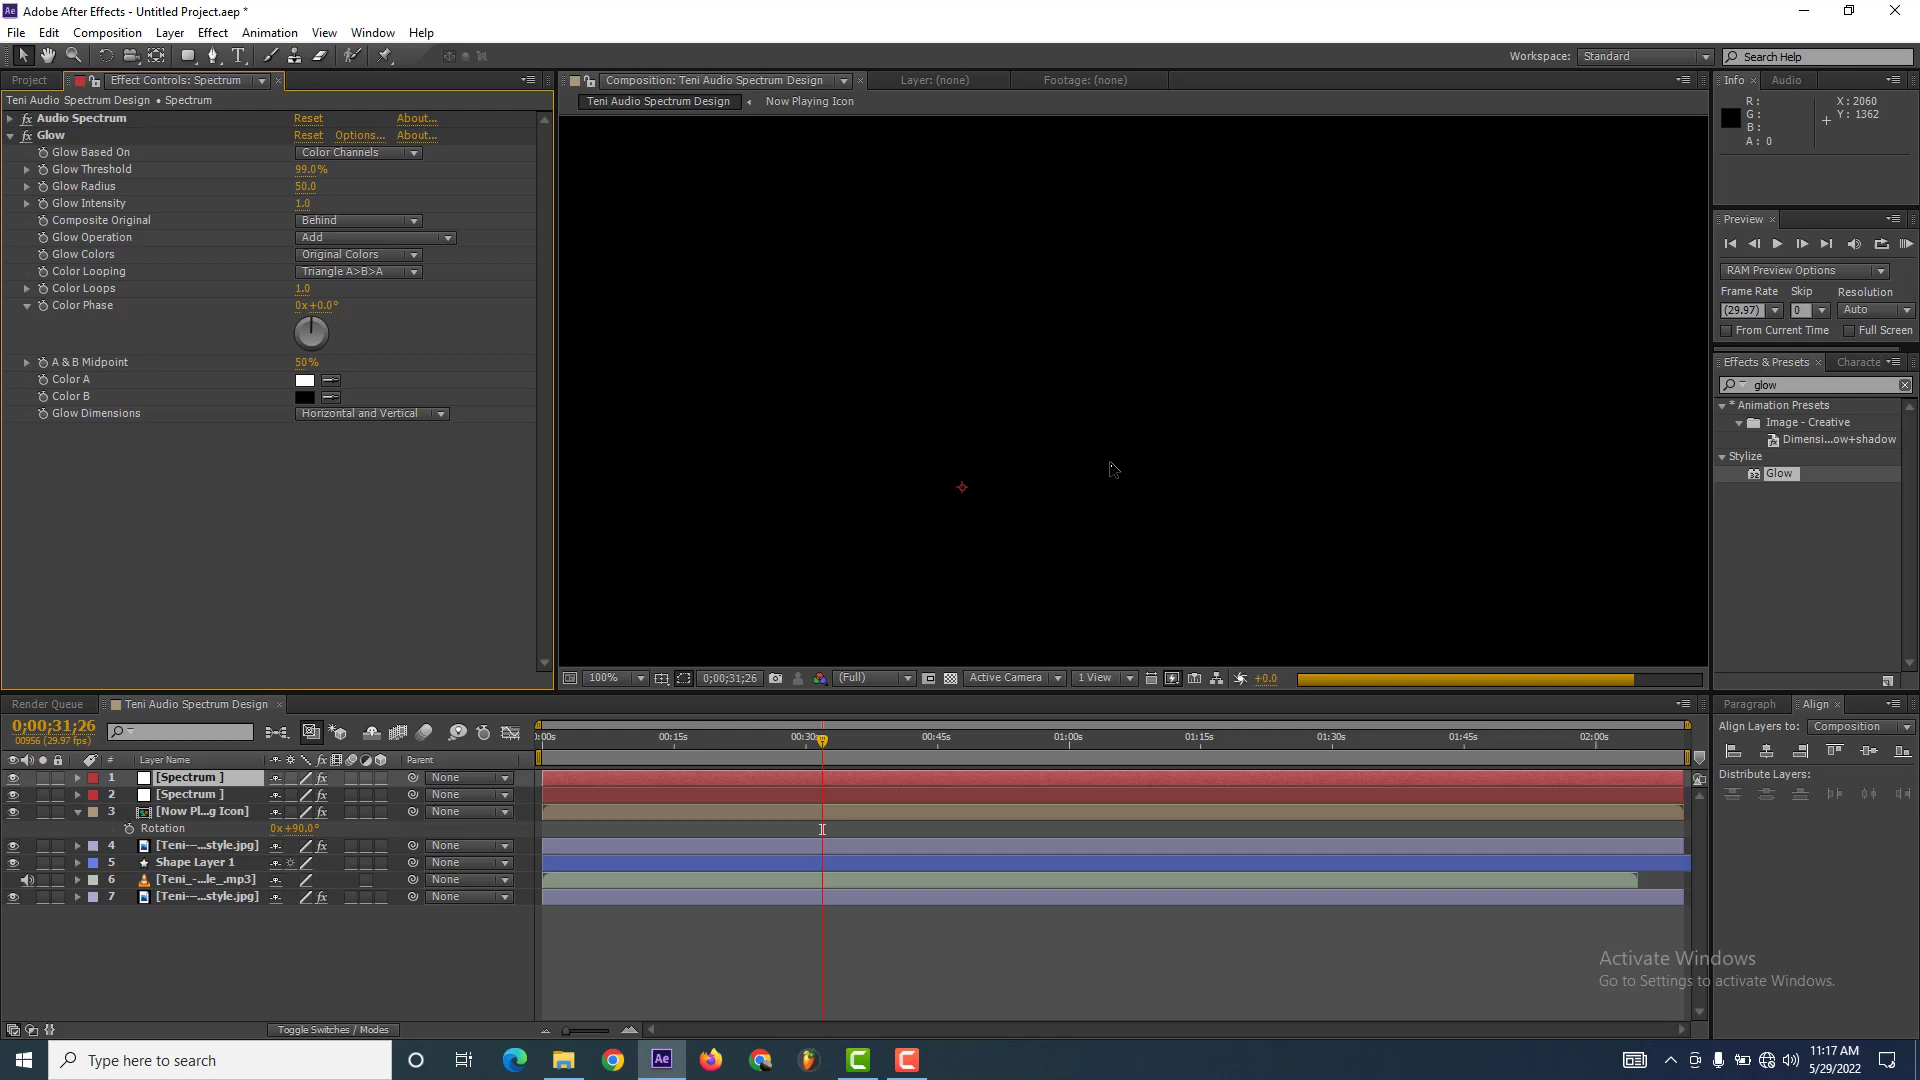 Adobe After Effects - Untitled Project.aep *
File Edit Composition Layer Effect Animation View Window Help
Workspace: Standard Search Help
Project Effect Controls: Spectrum Composition: Teni Audio Spectrum Design Layer: (none) Footage: (none) Info Audio
Teni Audio Spectrum Design • Spectrum Teni Audio Spectrum Design Now Playing Icon
R: X: 2060
G: Y: 1362
B:
A: 0
Audio Spectrum Reset About...
Glow Reset Options... About...
Glow Based On Color Channels
Glow Threshold 99.0%
Glow Radius 50.0
Glow Intensity 1.0
Composite Original Behind
Glow Operation Add
Glow Colors Original Colors
Color Looping Triangle A>B>A
Color Loops 1.0
Color Phase 0x+0.0°
A & B Midpoint 50%
Color A
Color B
Glow Dimensions Horizontal and Vertical
Preview
RAM Preview Options
Frame Rate Skip Resolution
(29.97) 0 Auto
From Current Time Full Screen
Effects & Presets Characte
glow
* Animation Presets
Image - Creative
Dimensi...ow+shadow
Stylize
Glow
100% 0;00;31;26 (Full) Active Camera 1 View +0.0
Render Queue Teni Audio Spectrum Design Paragraph Align
0;00;31;26
00956 (29.97 fps)
:00s 00:15s 00:30s 00:45s 01:00s 01:15s 01:30s 01:45s 02:00s
Align Layers to: Composition
Distribute Layers:
# Layer Name fx Parent
1 [Spectrum ] fx None
2 [Spectrum ] fx None
3 [Now Pl...g Icon] None
Rotation 0x+90.0°
4 [Teni-–...style.jpg] fx None
5 Shape Layer 1 None
6 [Teni_-...le_.mp3] None
7 [Teni-–...style.jpg] fx None
Activate Windows
Go to Settings to activate Windows.
Toggle Switches / Modes
Type here to search Ae 11:17 AM
5/29/2022